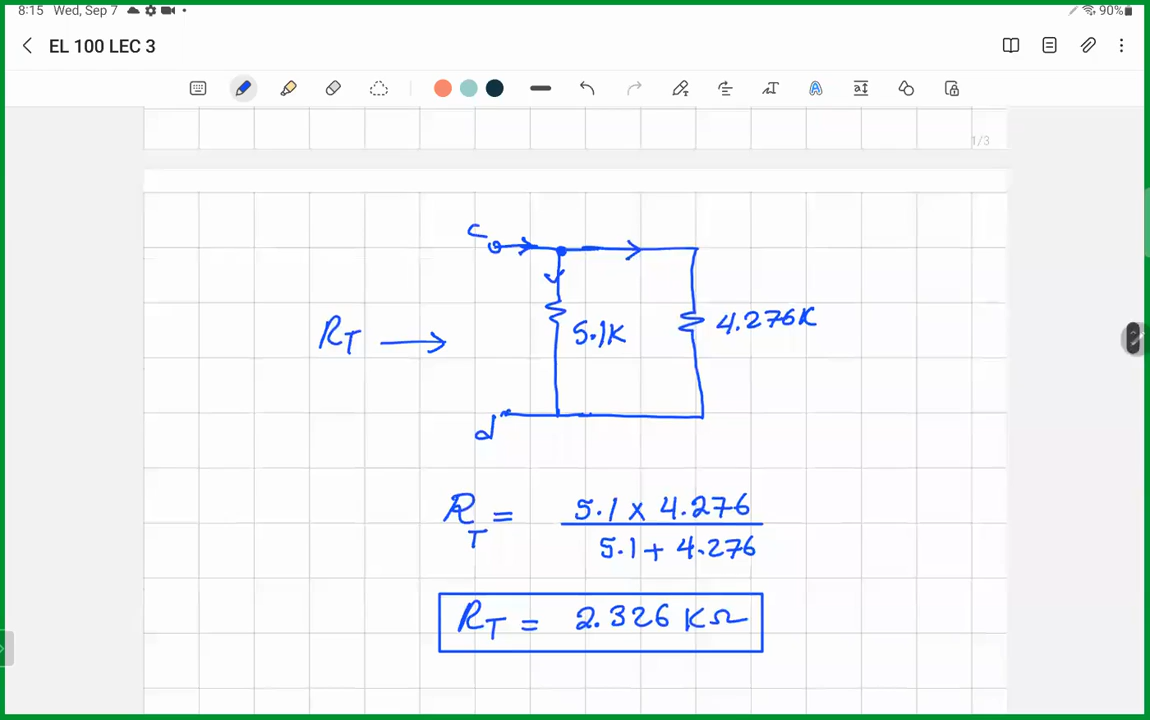 8:15 Wed, Sep 7 90%
EL 100 LEC 3
1/3
C
R_T → 5.1K 4.276K
d
R_T = 5.1 x 4.276
5.1 + 4.276
R_T = 2.326 KΩ